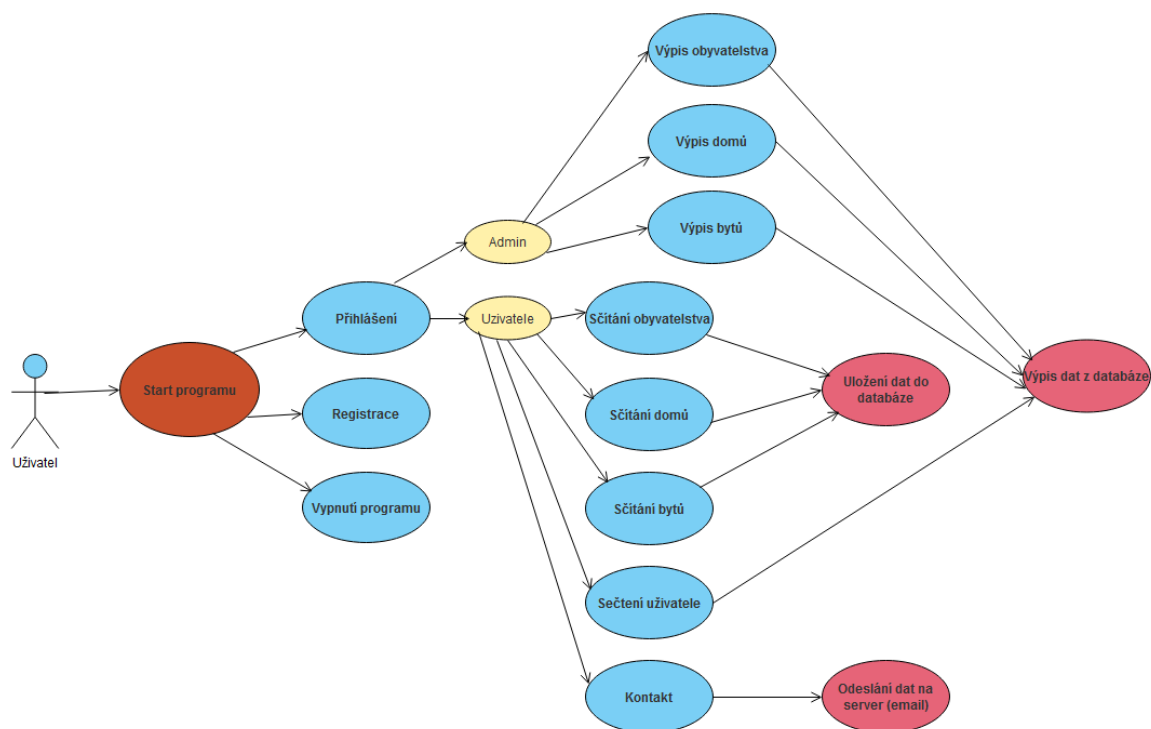 Výpis obyvatelstva
Výpis domů
Výpis bytů
Admin
Přihlášení
Uzivatele
Sčítání obyvatelstva
Start programu
Uložení dat do
databáze
Výpis dat z databáze
Registrace
Sčítání domů
Uživatel
Vypnutí programu
Sčítání bytů
Sečtení uživatele
Kontakt
Odeslání dat na
server (email)